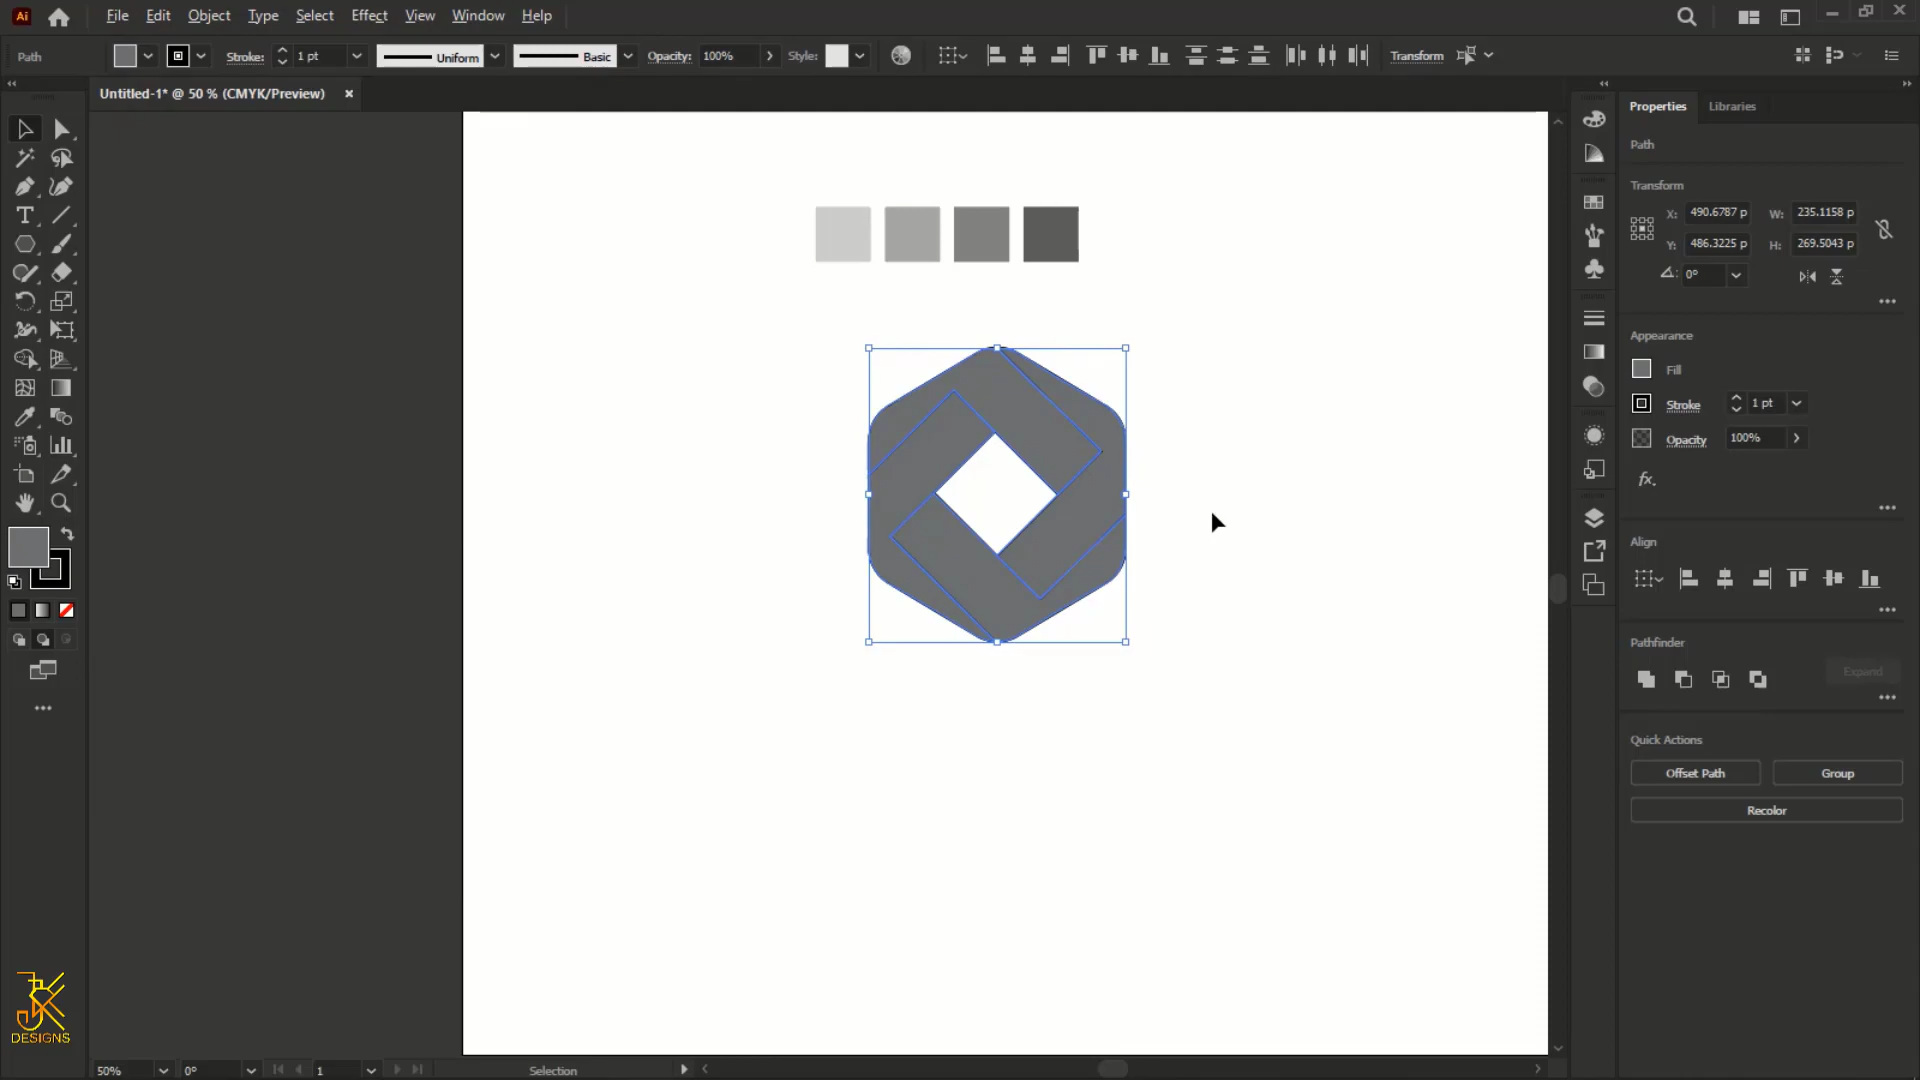 Ai File Edit Object Type Select Effect View Window Help
Path Stroke: 1 pt Uniform Basic Opacity: 100% Style: Transform
Untitled-1* @ 50 % (CMYK/Preview) ×
Properties Libraries
Path
Transform
X: 490.6787 p W: 235.1158 p
Y: 486.3225 p H: 269.5043 p
0°
Appearance
Fill
Stroke 1 pt
Opacity 100%
fx.
Align
Pathfinder
Expand
Quick Actions
Offset Path Group
Recolor
DESIGNS
50% 0° 1 Selection